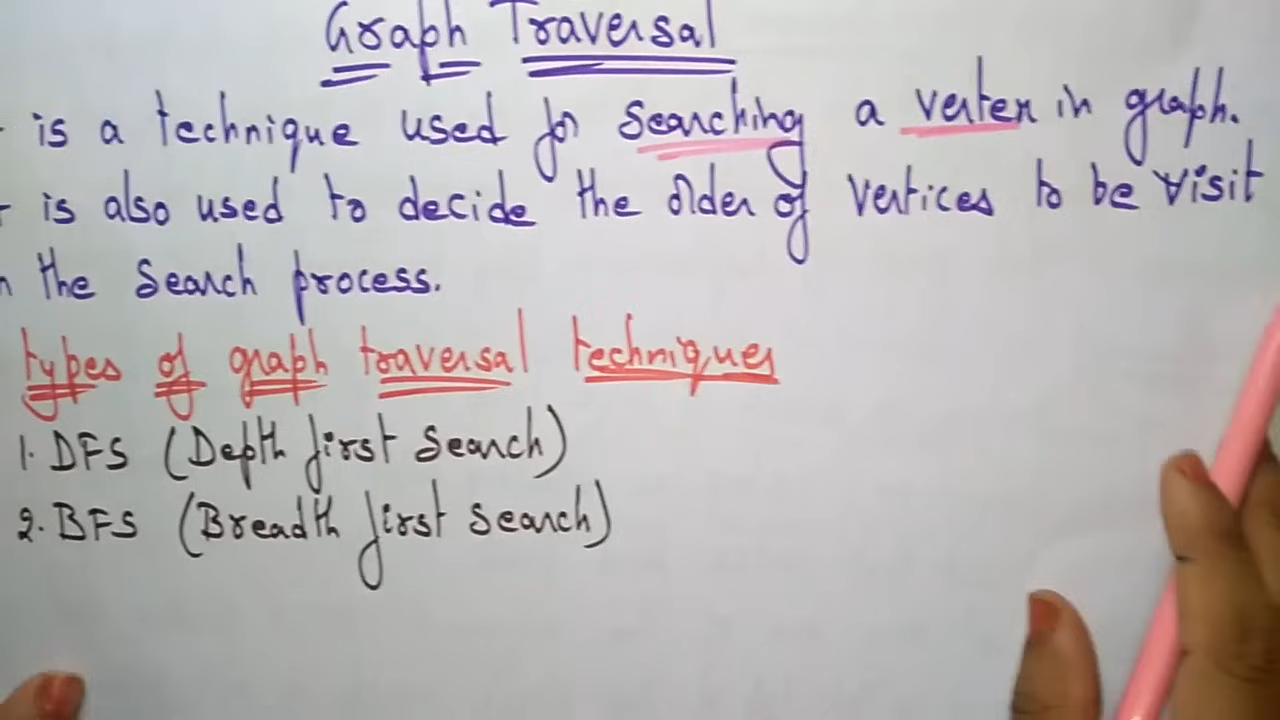 Graph Traversal
- is a technique used for searching a vertex in graph.
- is also used to decide the order of vertices to be visit
the search process.
types of graph traversal techniques
1. DFS (Depth first search)
2. BFS (Breadth first search)